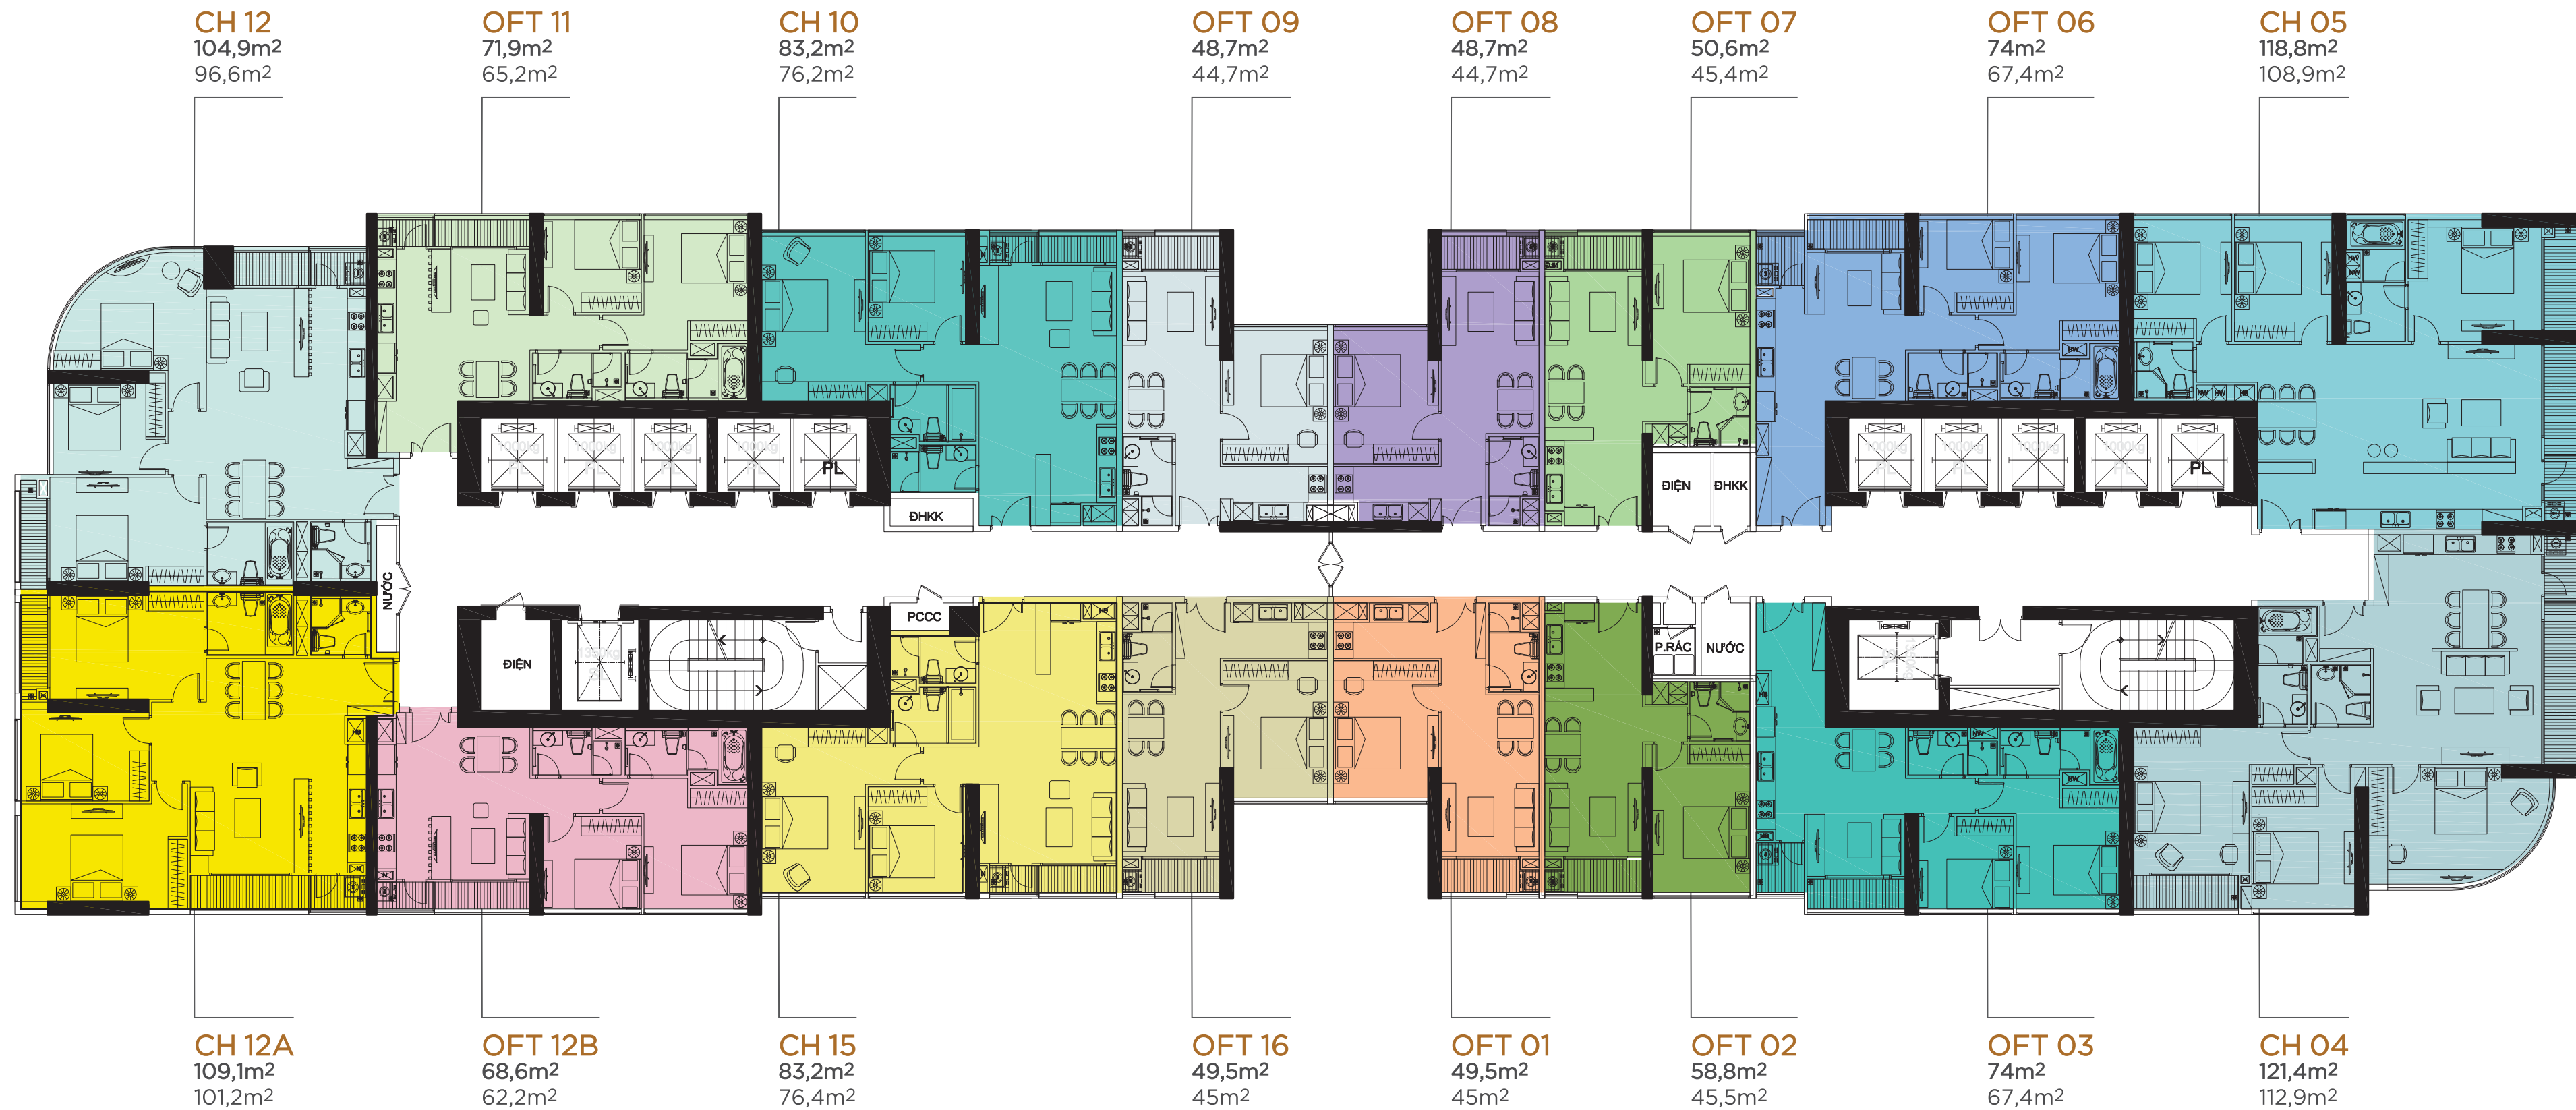 CH 12
104,9m²
96,6m²
OFT 11
71,9m²
65,2m²
CH 10
83,2m²
76,2m²
OFT 09
48,7m²
44,7m²
OFT 08
48,7m²
44,7m²
OFT 07
50,6m²
45,4m²
OFT 06
74m²
67,4m²
CH 05
118,8m²
108,9m²
PL
PL
ĐIỆN
ĐHKK
ĐHKK
NƯỚC
PCCC
ĐIỆN
P.RÁC
NƯỚC
CH 12A
109,1m²
101,2m²
OFT 12B
68,6m²
62,2m²
CH 15
83,2m²
76,4m²
OFT 16
49,5m²
45m²
OFT 01
49,5m²
45m²
OFT 02
58,8m²
45,5m²
OFT 03
74m²
67,4m²
CH 04
121,4m²
112,9m²